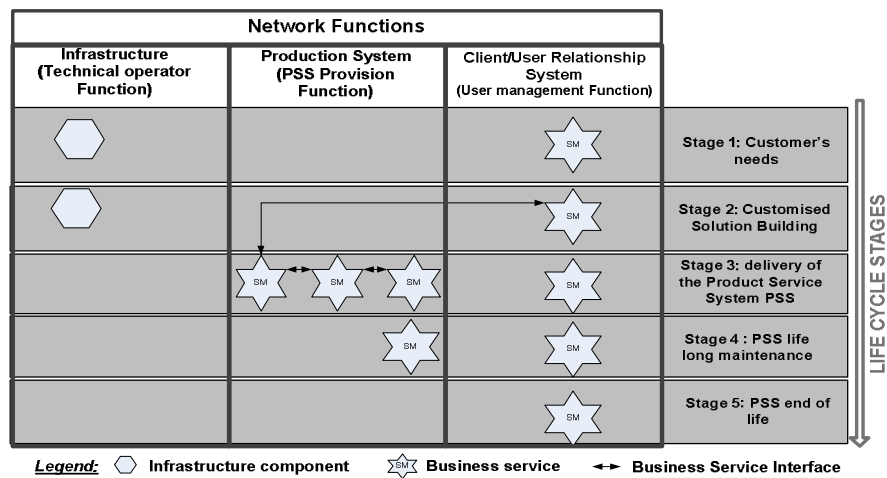 Network Functions
Infrastructure
(Technical operator
Function)
Production System
(PSS Provision
Function)
Client/User Relationship
System
(User management Function)
SM
Stage 1: Customer's
needs
SM
Stage 2: Customised
Solution Building
SM
SM
SM
SM
Stage 3: delivery of
the Product Service
System PSS
SM
SM
Stage 4 : PSS life
long maintenance
SM
Stage 5: PSS end of
life
LIFE CYCLE STAGES
Legend:
Infrastructure component
SM
Business service
Business Service Interface